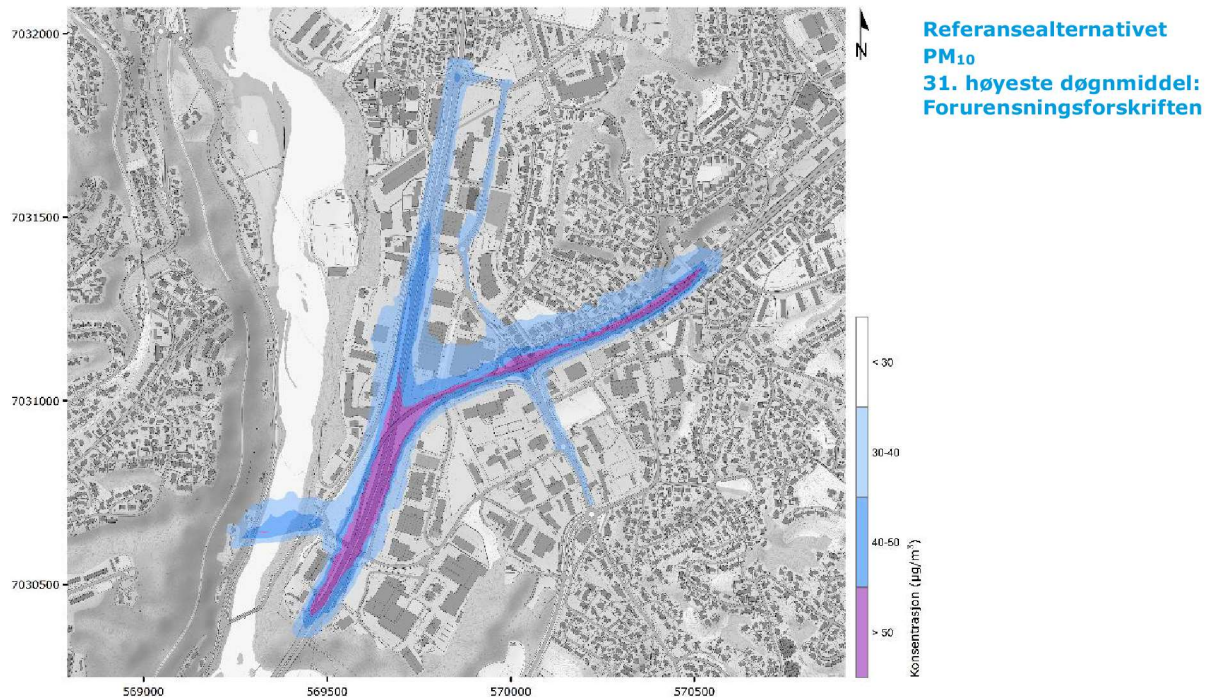 Referansealternativet
PM₁₀
31. høyeste døgnmiddel:
Forurensningsforskriften
N
7032000
7031500
7031000
7030500
569000
569500
570000
570500
< 30
30-40
40-50
> 50
Konsentrasjon (µg/m³)